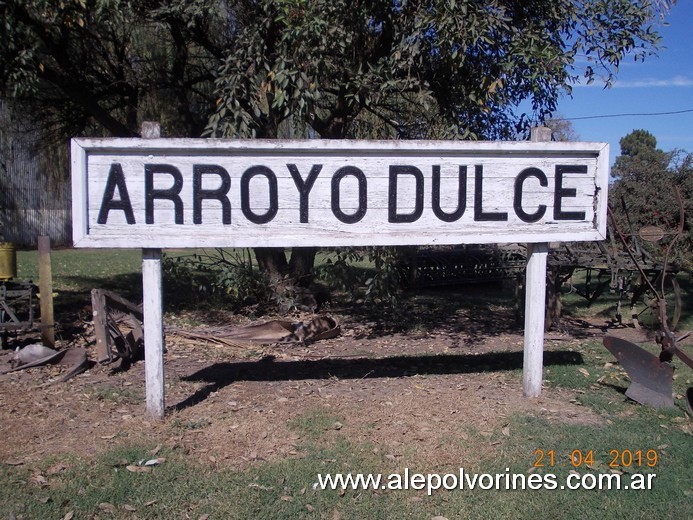 ARROYO DULCE
21 04 2019
www.alepolvorines.com.ar